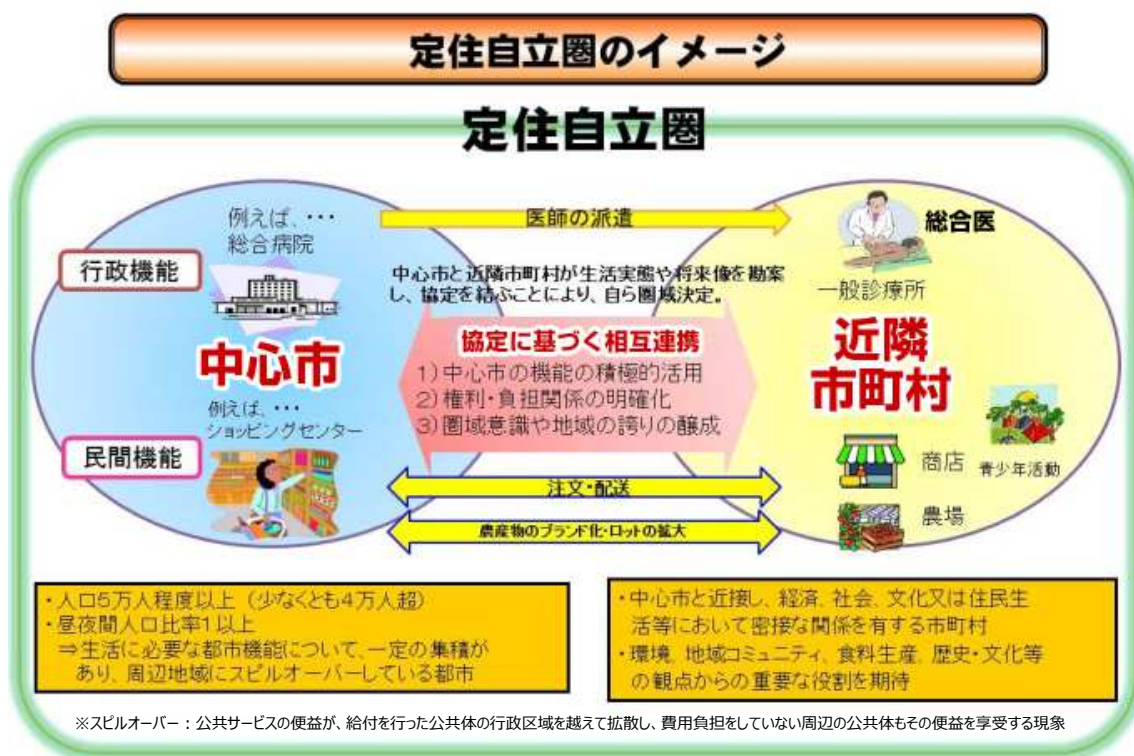 定住自立圏のイメージ
定住自立圏
例えば、・・・
総合病院
行政機能
中心市
例えば、・・・
ショッピングセンター
民間機能
医師の派遣
中心市と近隣市町村が生活実態や将来像を勘案
し、協定を結ぶことにより、自ら圏域決定。
協定に基づく相互連携
1)中心市の機能の積極的活用
2)権利・負担関係の明確化
3)圏域意識や地域の誇りの醸成
注文・配送
農産物のブランド化・ロットの拡大
総合医
一般診療所
近隣
市町村
商店
青少年活動
農場
・人口5万人程度以上（少なくとも4万人超）
・昼夜間人口比率1以上
⇒生活に必要な都市機能について、一定の集積が
あり、周辺地域にスピルオーバーしている都市
・中心市と近接し、経済、社会、文化又は住民生
活等において密接な関係を有する市町村
・環境、地域コミュニティ、食料生産、歴史・文化等
の観点からの重要な役割を期待
※スピルオーバー：公共サービスの便益が、給付を行った公共体の行政区域を越えて拡散し、費用負担をしていない周辺の公共体もその便益を享受する現象